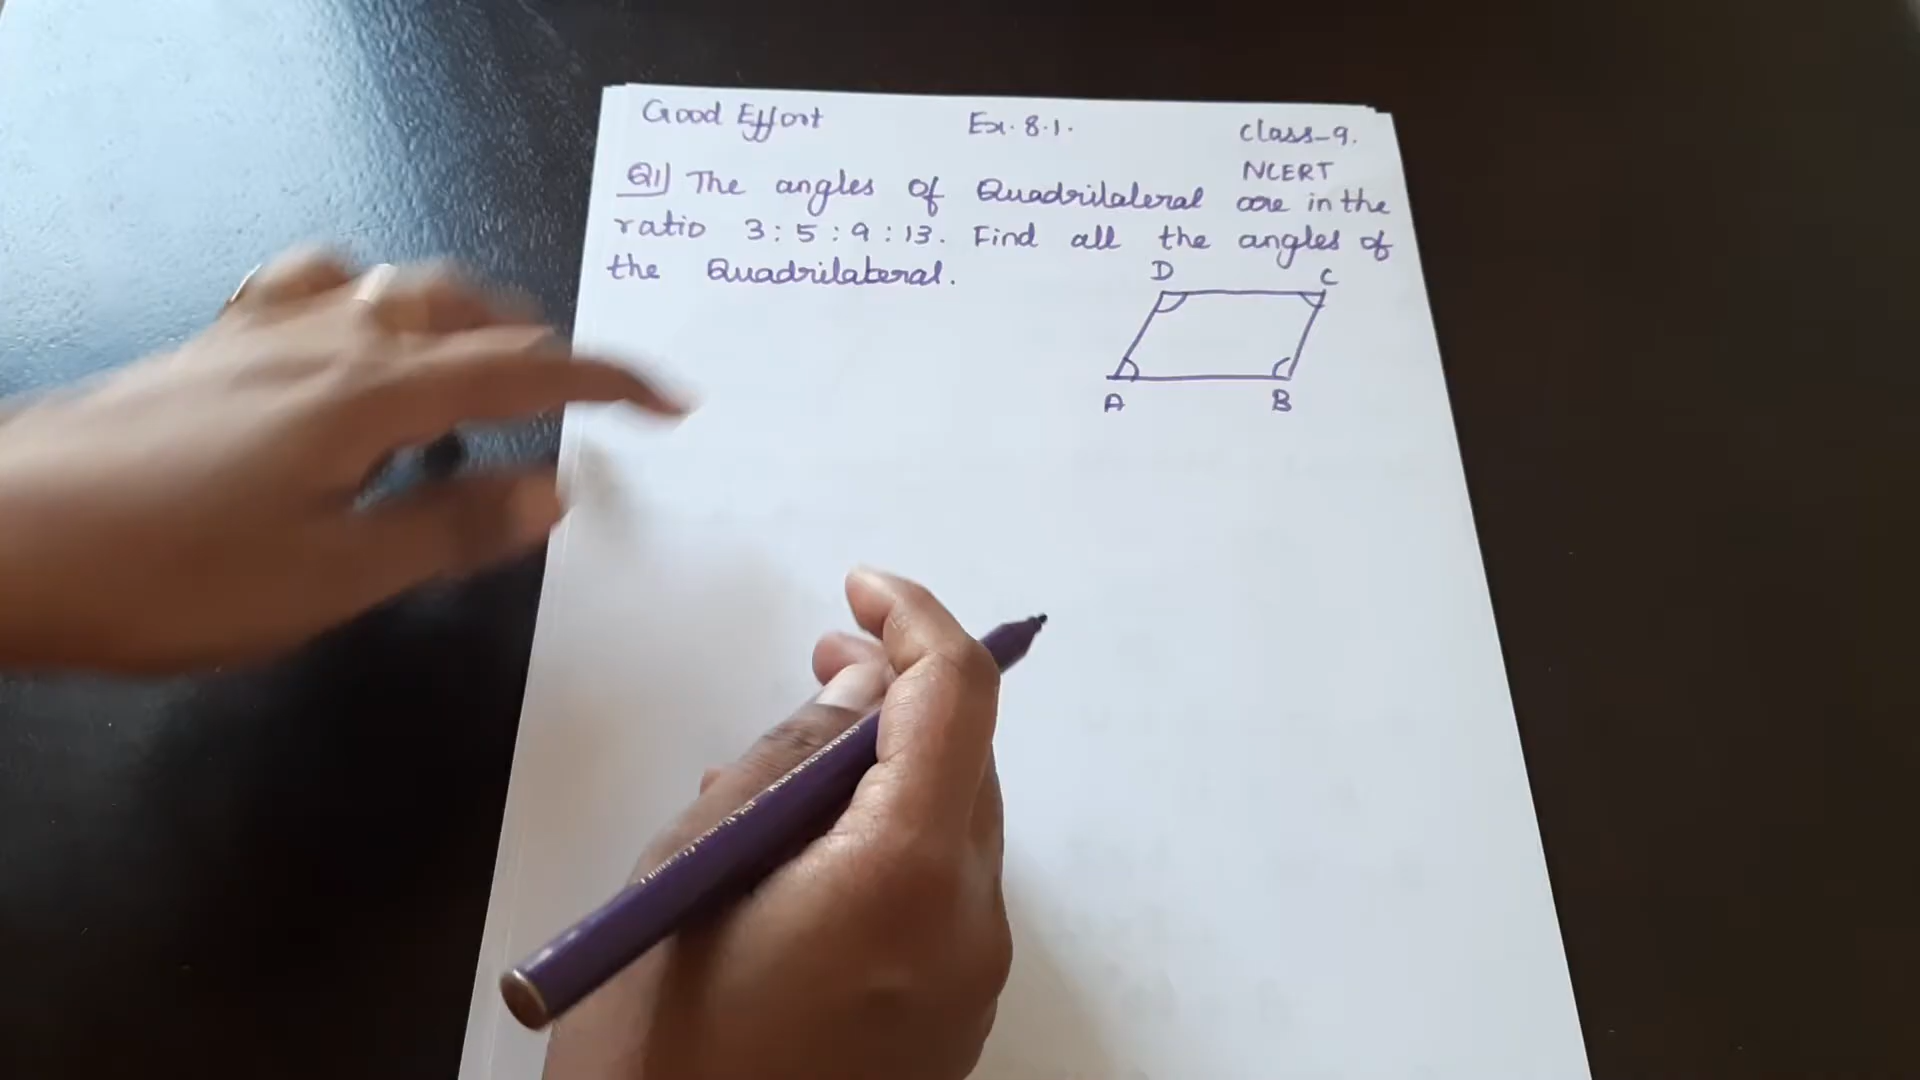 Good Effort Ex. 8.1. Class-9.
NCERT
Q1) The angles of Quadrilateral are in the
ratio 3:5:9:13. Find all the angles of
the Quadrilateral.
D C
A B